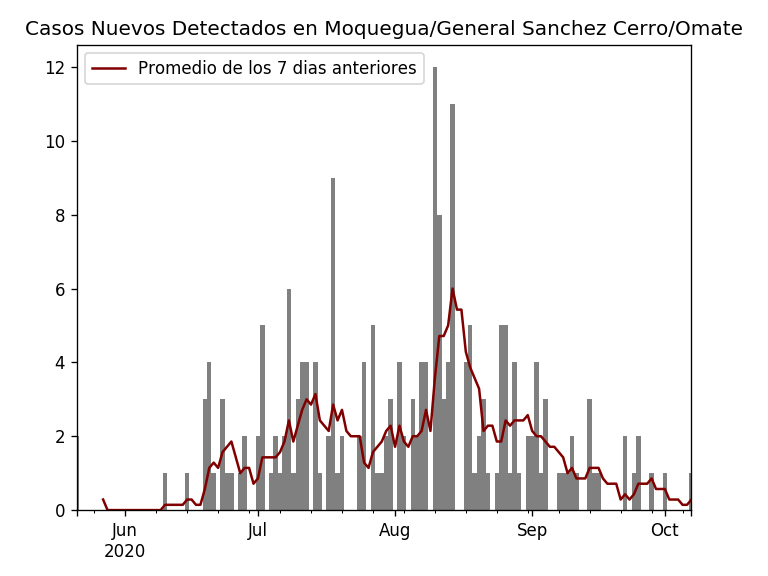 Casos Nuevos Detectados en Moquegua/General Sanchez Cerro/Omate
Promedio de los 7 dias anteriores
12
10
8
6
4
2
0
Jun
2020
Jul
Aug
Sep
Oct